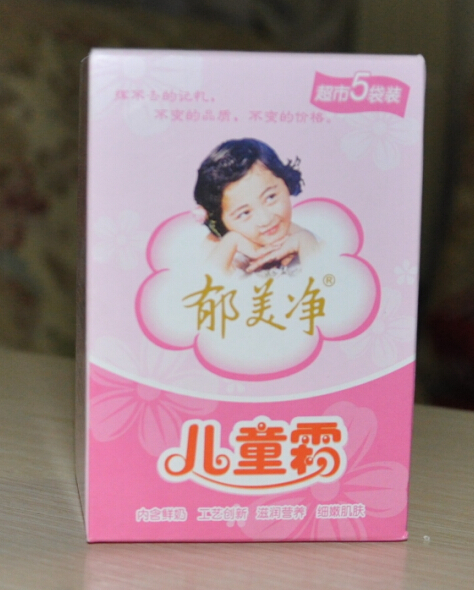 超市5袋装
抹不去的记忆，
不变的品质，不变的价格。
郁美净®
儿童霜
内含鲜奶 工艺创新 滋润营养 细嫩肌肤